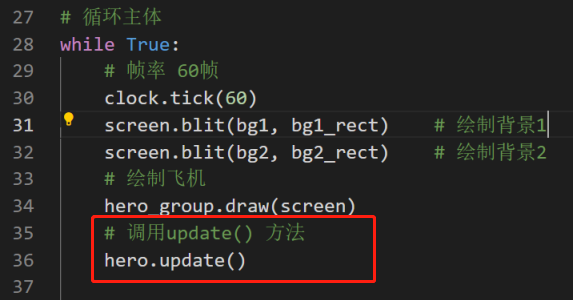 27 # 循环主体
28 while True:
29 # 帧率 60帧
30 clock.tick(60)
31 screen.blit(bg1, bg1_rect) # 绘制背景1
32 screen.blit(bg2, bg2_rect) # 绘制背景2
33 # 绘制飞机
34 hero_group.draw(screen)
35 # 调用update() 方法
36 hero.update()
37